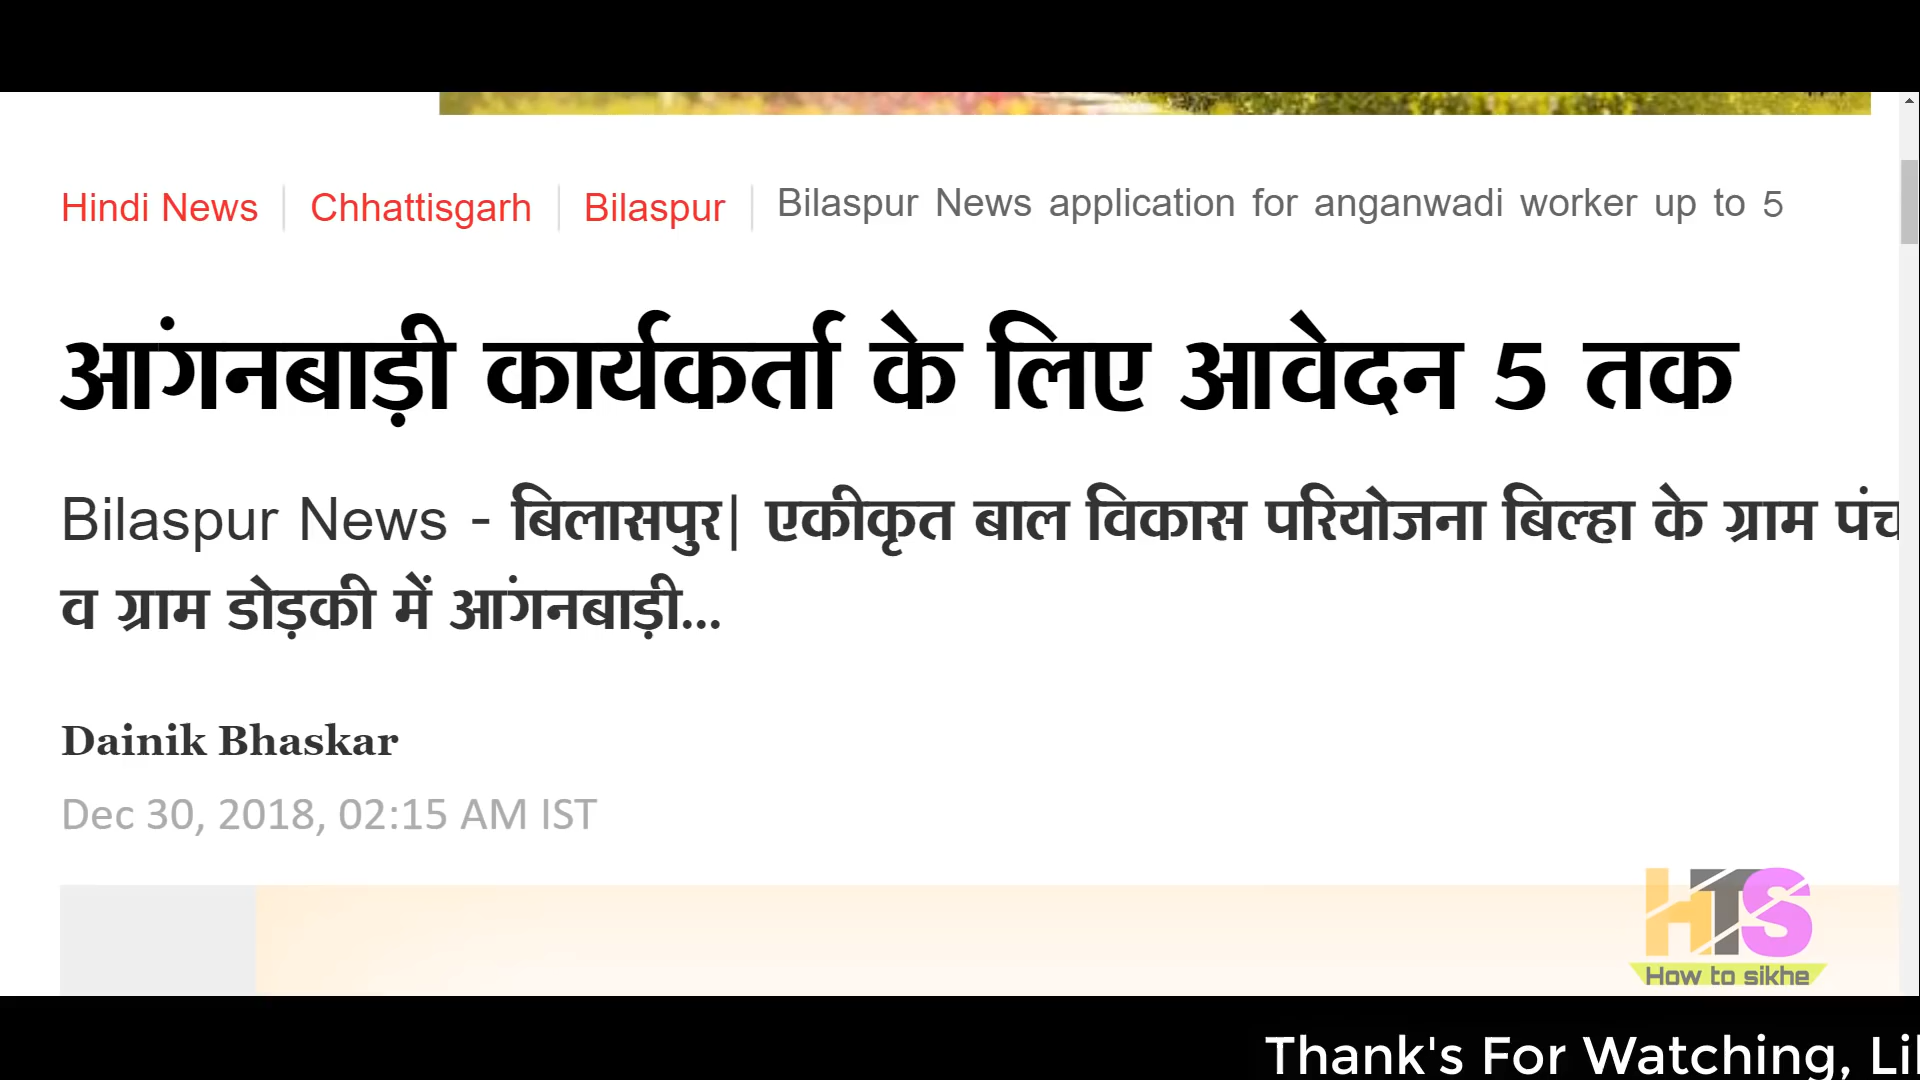 Hindi News | Chhattisgarh | Bilaspur | Bilaspur News application for anganwadi worker up to 5
आंगनबाड़ी कार्यकर्ता के लिए आवेदन 5 तक
Bilaspur News - बिलासपुर| एकीकृत बाल विकास परियोजना बिल्हा के ग्राम
व ग्राम डोड़की में आंगनबाड़ी...
Dainik Bhaskar
Dec 30, 2018, 02:15 AM IST
HTS
How to sikhe
Thank's For Watching,